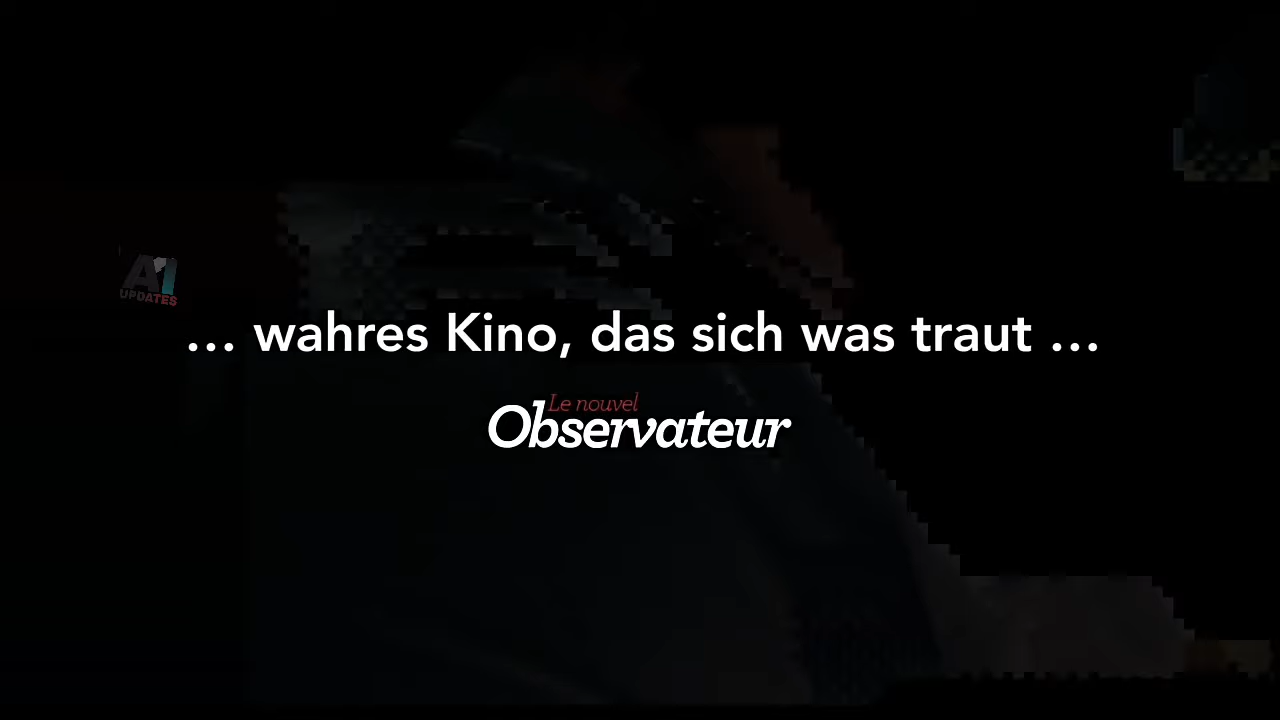 A1
UPDATES
… wahres Kino, das sich was traut …
Le nouvel
Observateur